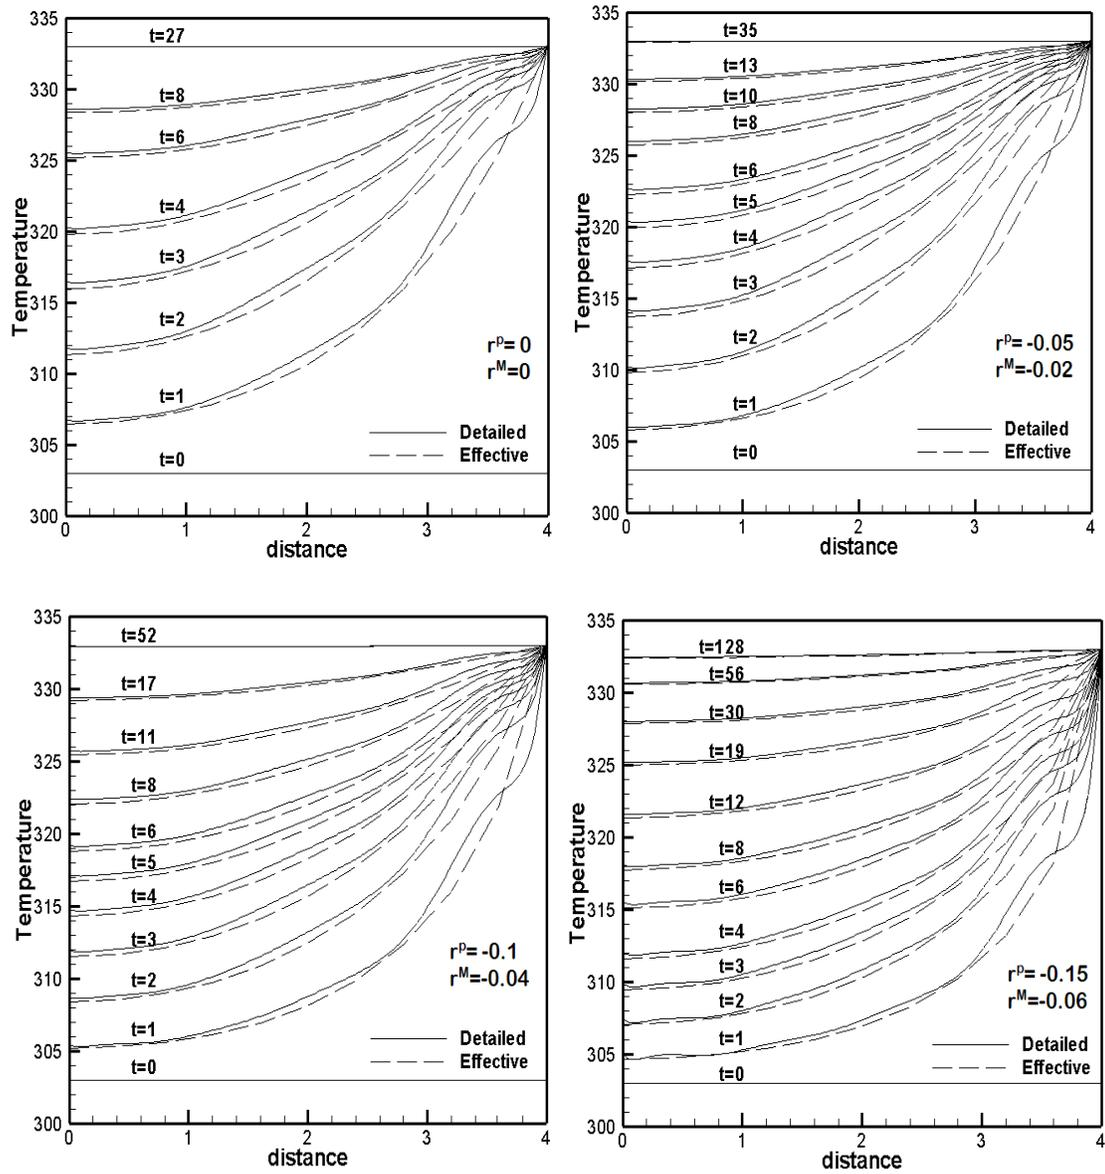 335
t=27
330
t=8
t=6
325
t=4
320
t=3
315
t=2
310
t=1
305
t=0
300
Temperature
rᵖ= 0
rᴹ=0
Detailed
Effective
0 1 2 3 4
distance
335
t=35
t=13
330
t=10
t=8
325
t=6
t=5
320
t=4
t=3
315
t=2
310
t=1
305
t=0
300
Temperature
rᵖ= -0.05
rᴹ=-0.02
Detailed
Effective
0 1 2 3 4
distance
335
t=52
330
t=17
t=11
325
t=8
320
t=6
t=5
t=4
315
t=3
310
t=2
t=1
305
t=0
300
Temperature
rᵖ= -0.1
rᴹ=-0.04
Detailed
Effective
0 1 2 3 4
distance
335
t=128
t=56
330
t=30
t=19
325
t=12
320
t=8
t=6
315
t=4
t=3
310
t=2
t=1
305
t=0
300
Temperature
rᵖ= -0.15
rᴹ=-0.06
Detailed
Effective
0 1 2 3 4
distance